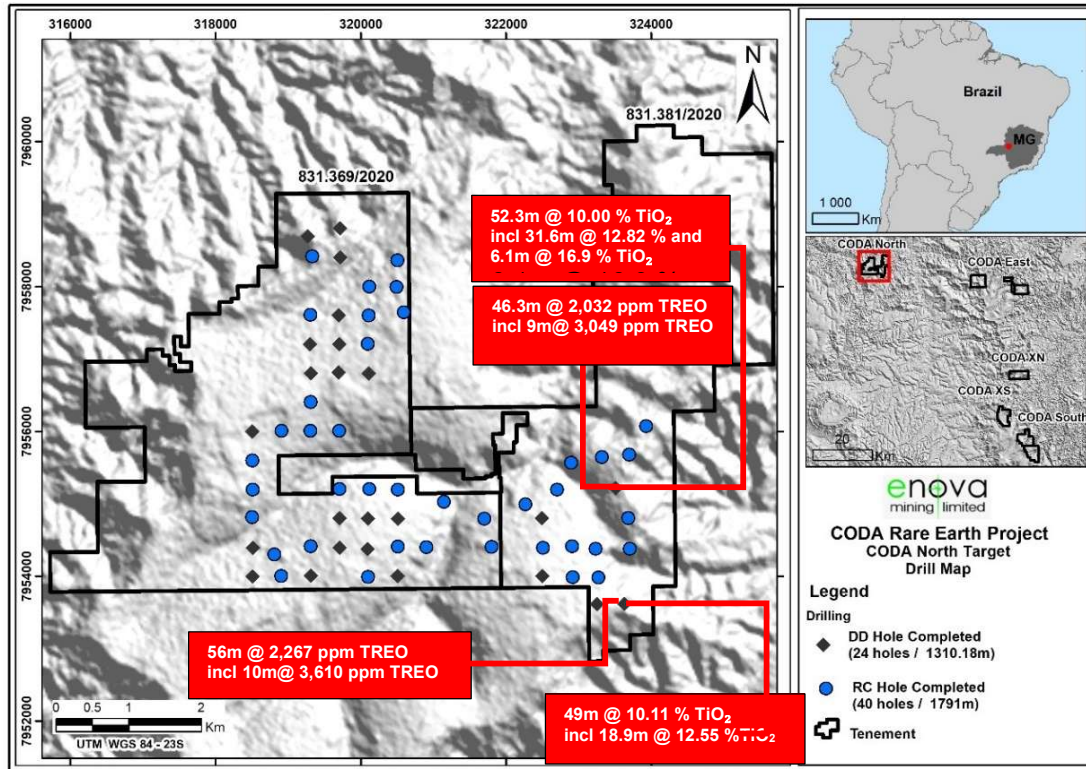 316000
318000
320000
322000
324000
7960000
7958000
7956000
7954000
7952000
N
831.381/2020
831.369/2020
52.3m @ 10.00 % TiO₂
incl 31.6m @ 12.82 % and
6.1m @ 16.9 % TiO₂
46.3m @ 2,032 ppm TREO
incl 9m@ 3,049 ppm TREO
56m @ 2,267 ppm TREO
incl 10m@ 3,610 ppm TREO
49m @ 10.11 % TiO₂
incl 18.9m @ 12.55 %TiO₂
0 0.5 1 2
Km
UTM WGS 84 - 23S
Brazil
MG
1 000
Km
CODA North
CODA East
CODA XN
CODA XS
CODA South
20
Km
enova
mining limited
CODA Rare Earth Project
CODA North Target
Drill Map
Legend
Drilling
DD Hole Completed
(24 holes / 1310.18m)
RC Hole Completed
(40 holes / 1791m)
Tenement